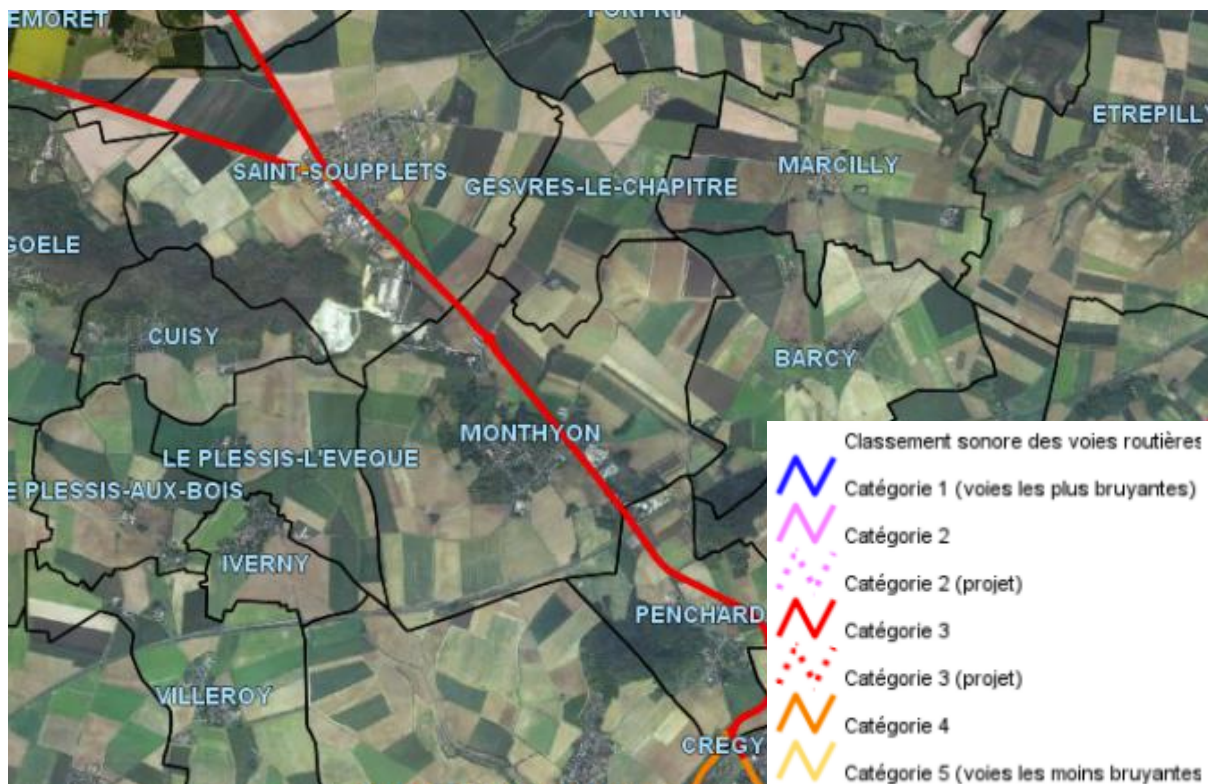 EMORET
ETREPILLY
MARCILLY
SAINT-SOUPPLETS
GESVRES-LE-CHAPITRE
GOELE
CUISY
BARCY
MONTHYON
LE PLESSIS-L'EVEQUE
E PLESSIS-AUX-BOIS
IVERNY
PENCHARD
VILLEROY
CREGY
Classement sonore des voies routières
Catégorie 1 (voies les plus bruyantes)
Catégorie 2
Catégorie 2 (projet)
Catégorie 3
Catégorie 3 (projet)
Catégorie 4
Catégorie 5 (voies les moins bruyantes